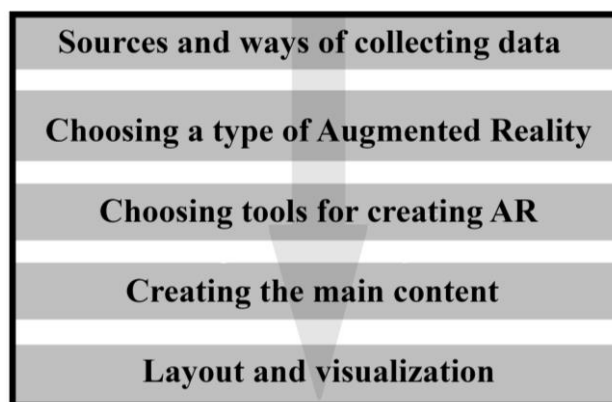 Sources and ways of collecting data
Choosing a type of Augmented Reality
Choosing tools for creating AR
Creating the main content
Layout and visualization